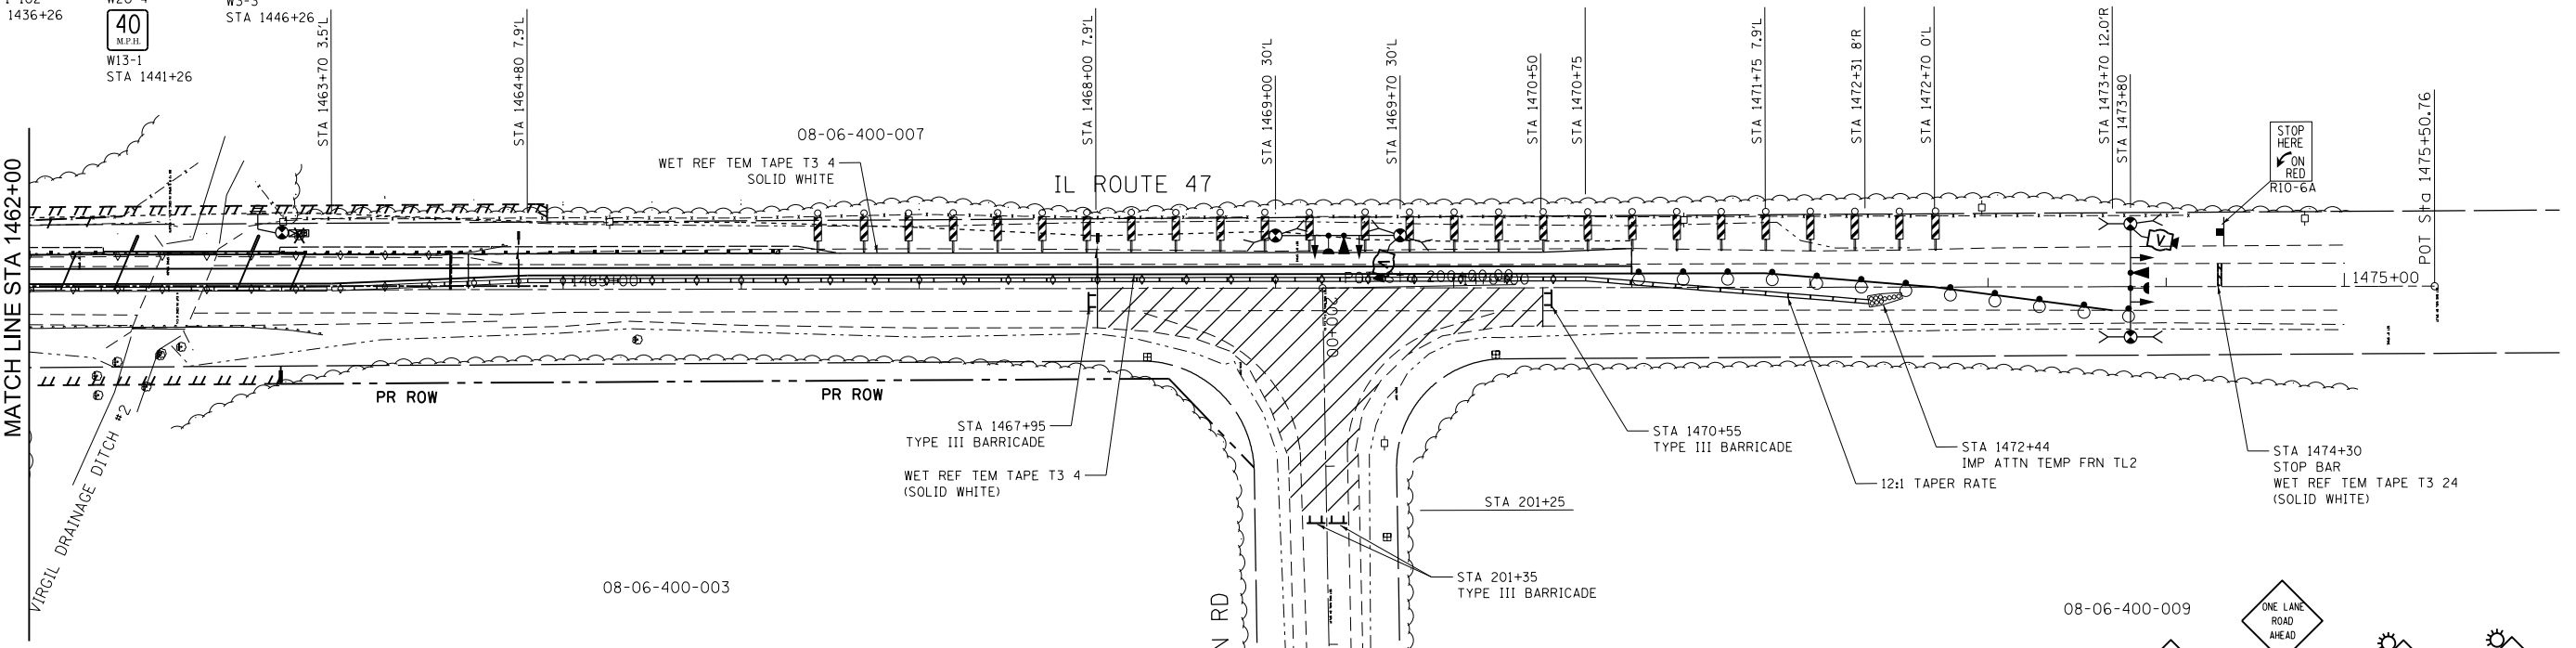 1436+26
40
M.P.H.
W13-1
STA 1441+26
W3-3
STA 1446+26
STA 1463+70 3.5'L
STA 1464+80 7.9'L
STA 1468+00 7.9'L
STA 1469+00 30'L
STA 1469+70 30'L
STA 1470+50
STA 1470+75
STA 1471+75 7.9'L
STA 1472+31 8'R
STA 1472+70 0'L
STA 1473+70 12.0'R
STA 1473+80
POT Sta 1475+50.76
MATCH LINE STA 1462+00
08-06-400-007
WET REF TEM TAPE T3 4
SOLID WHITE
IL ROUTE 47
STOP
HERE
ON
RED
R10-6A
V
1465+00
1475+00
PR ROW
PR ROW
VIRGIL DRAINAGE DITCH #2
STA 1467+95
TYPE III BARRICADE
WET REF TEM TAPE T3 4
(SOLID WHITE)
STA 1470+55
TYPE III BARRICADE
STA 1472+44
IMP ATTN TEMP FRN TL2
12:1 TAPER RATE
STA 1474+30
STOP BAR
WET REF TEM TAPE T3 24
(SOLID WHITE)
STA 201+25
STA 201+35
TYPE III BARRICADE
08-06-400-003
N RD
08-06-400-009
ONE LANE
ROAD
AHEAD